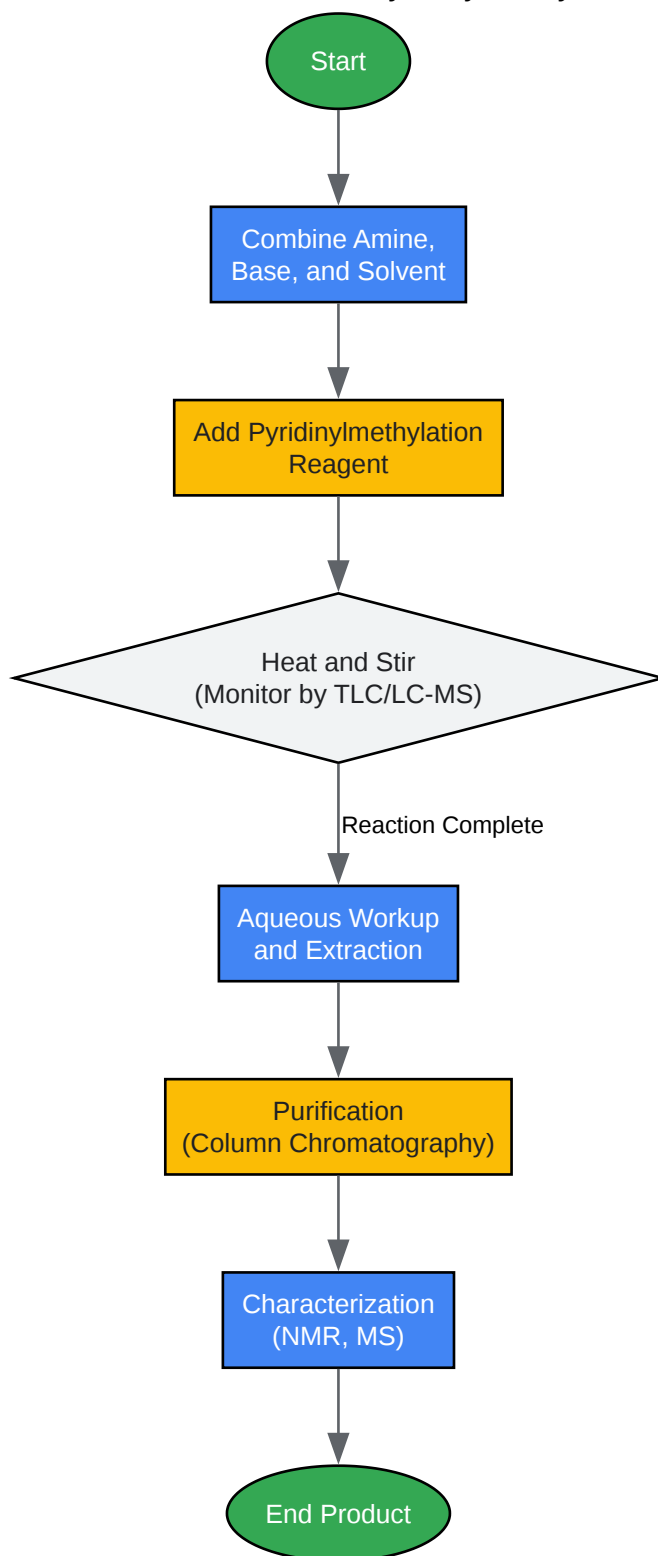 Start
Combine Amine,
Base, and Solvent
Add Pyridinylmethylation
Reagent
Heat and Stir
(Monitor by TLC/LC-MS)
Reaction Complete
Aqueous Workup
and Extraction
Purification
(Column Chromatography)
Characterization
(NMR, MS)
End Product